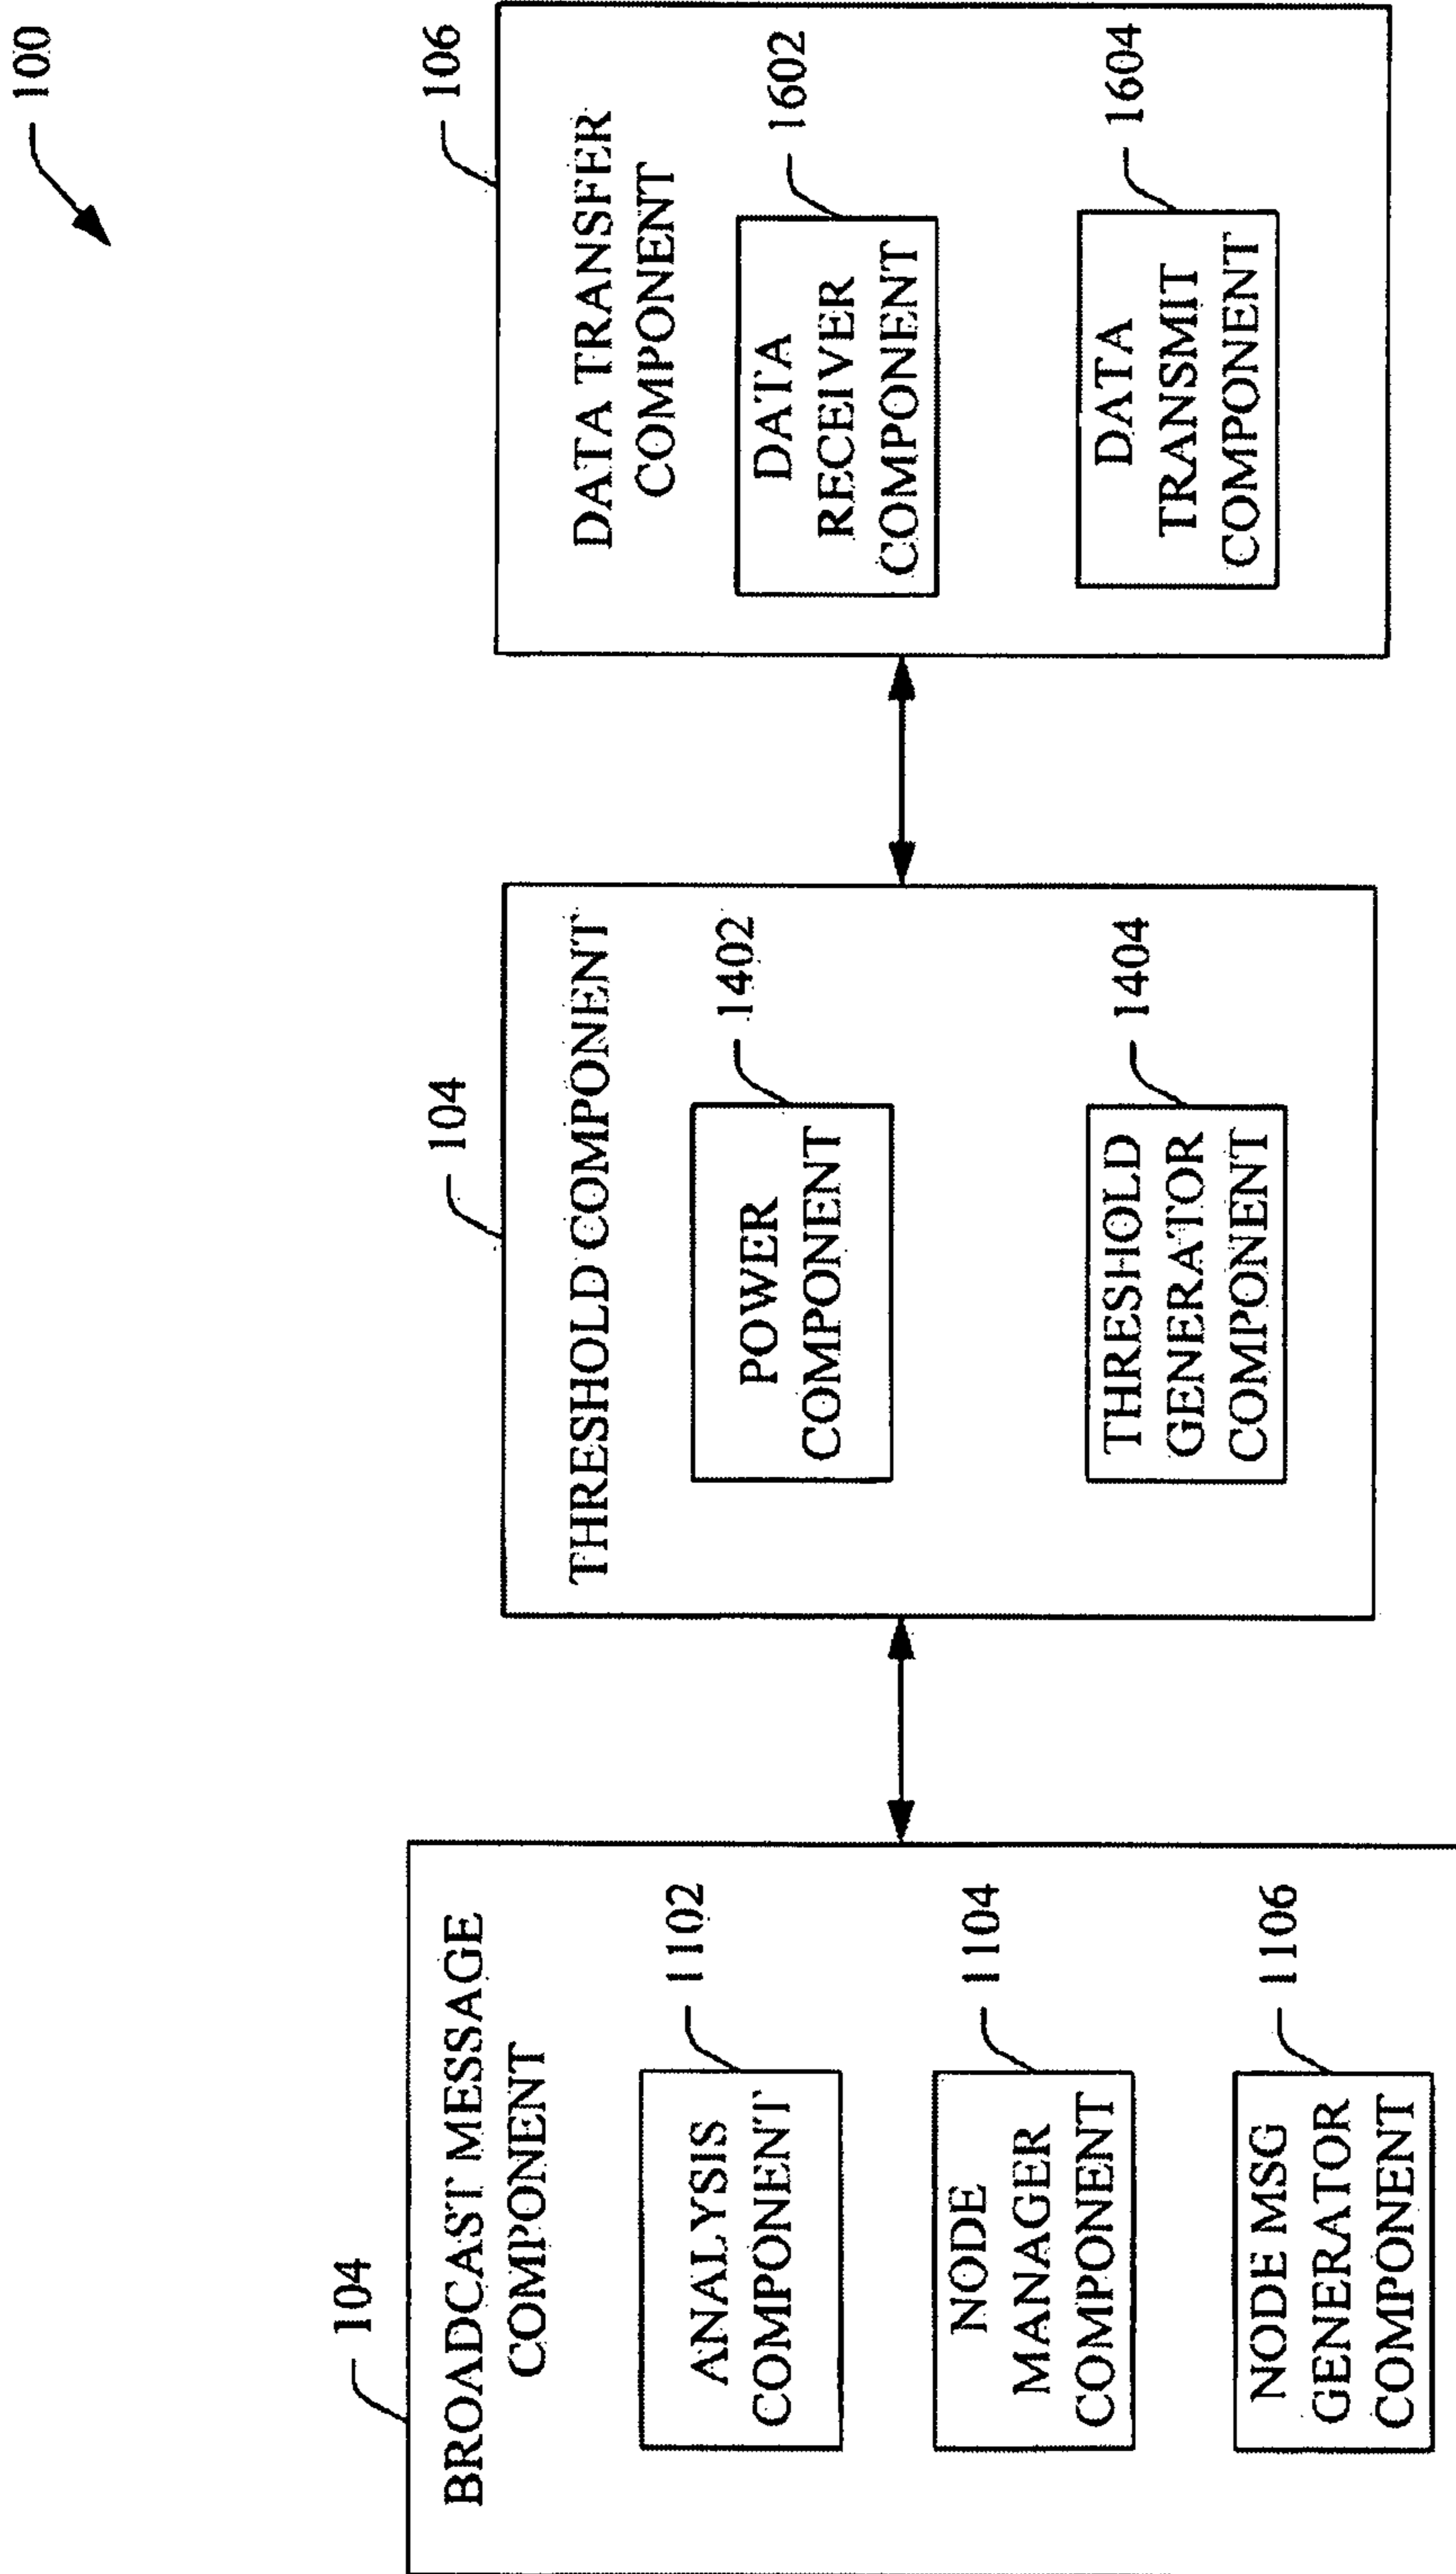 100
104
BROADCAST MESSAGE
COMPONENT
1102
ANALYSIS
COMPONENT
1104
NODE
MANAGER
COMPONENT
1106
NODE MSG
GENERATOR
COMPONENT
104
THRESHOLD COMPONENT
1402
POWER
COMPONENT
1404
THRESHOLD
GENERATOR
COMPONENT
106
DATA TRANSFER
COMPONENT
1602
DATA
RECEIVER
COMPONENT
1604
DATA
TRANSMIT
COMPONENT